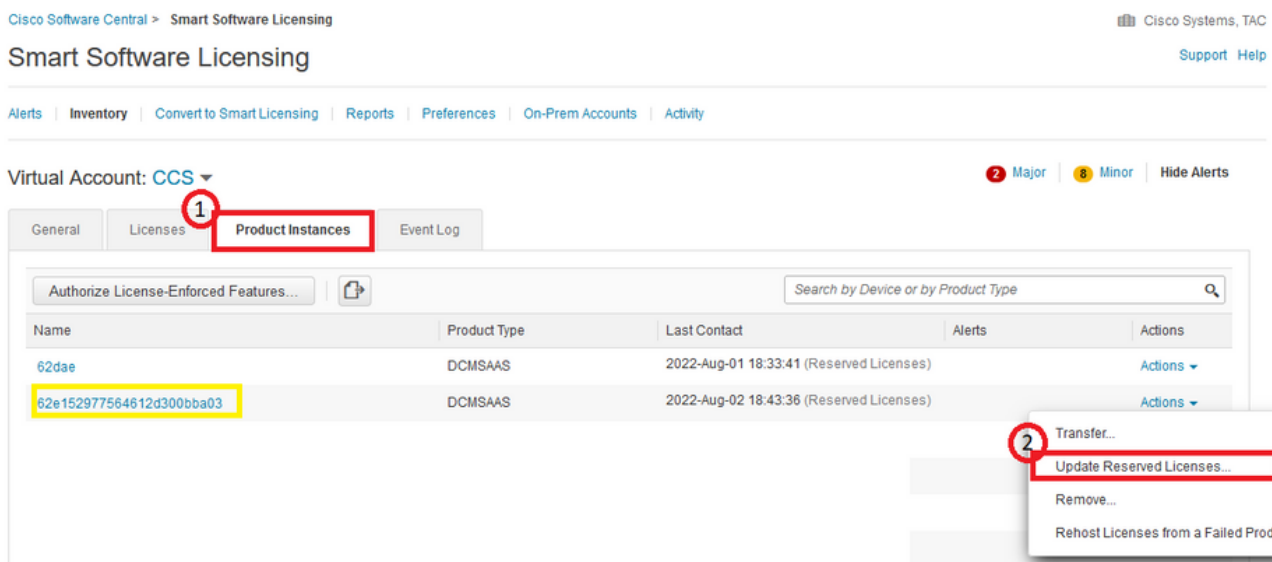 Cisco Software Central > Smart Software Licensing
Cisco Systems, TAC
Smart Software Licensing
Support Help
Alerts | Inventory | Convert to Smart Licensing | Reports | Preferences | On-Prem Accounts | Activity
Virtual Account: CCS
2 Major | 8 Minor | Hide Alerts
1
General Licenses Product Instances Event Log
Authorize License-Enforced Features...
Search by Device or by Product Type
Name Product Type Last Contact Alerts Actions
62dae DCMSAAS 2022-Aug-01 18:33:41 (Reserved Licenses) Actions
62e152977564612d300bba03 DCMSAAS 2022-Aug-02 18:43:36 (Reserved Licenses) Actions
Transfer...
2
Update Reserved Licenses...
Remove...
Rehost Licenses from a Failed Prod